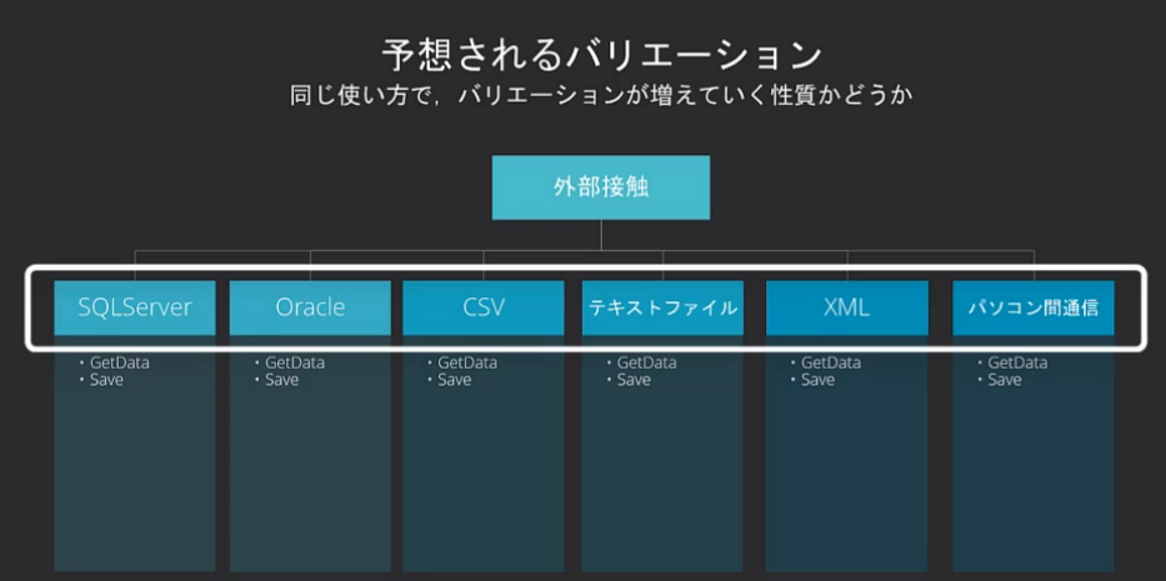 予想されるバリエーション
同じ使い方で，バリエーションが増えていく性質かどうか
外部接触
SQLServer
・GetData
・Save
Oracle
・GetData
・Save
CSV
・GetData
・Save
テキストファイル
・GetData
・Save
XML
・GetData
・Save
パソコン間通信
・GetData
・Save